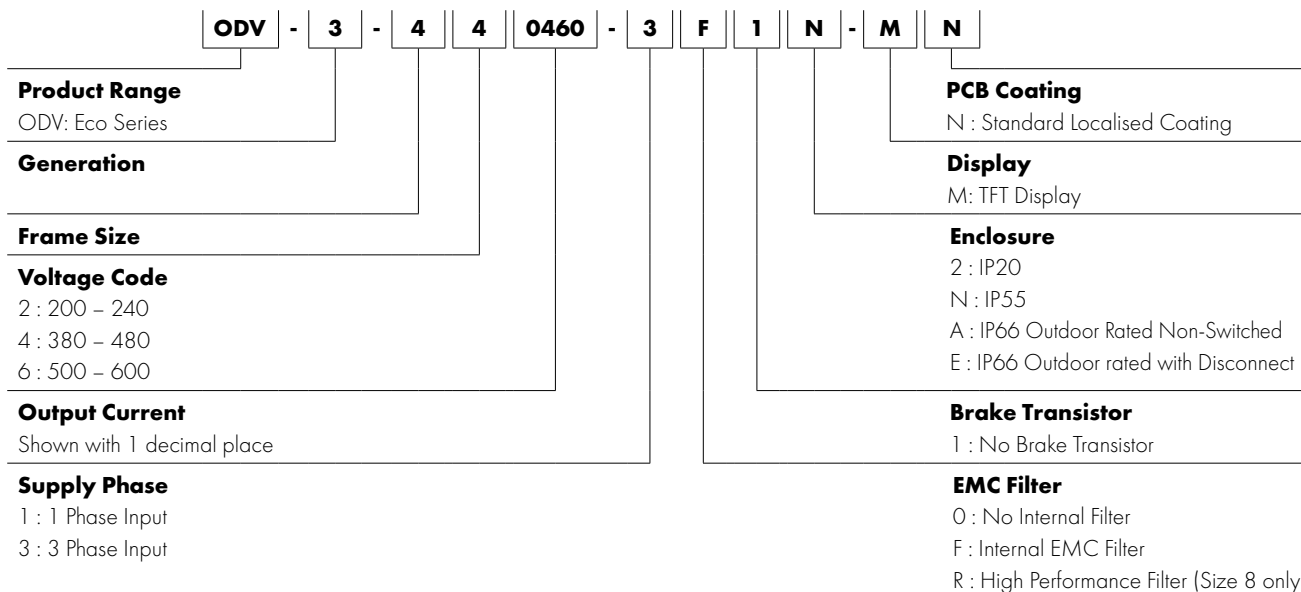 ODV - 3 - 4 4 0460 - 3 F 1 N - M N
Product Range
ODV: Eco Series
Generation
Frame Size
Voltage Code
2 : 200 – 240
4 : 380 – 480
6 : 500 – 600
Output Current
Shown with 1 decimal place
Supply Phase
1 : 1 Phase Input
3 : 3 Phase Input
PCB Coating
N : Standard Localised Coating
Display
M: TFT Display
Enclosure
2 : IP20
N : IP55
A : IP66 Outdoor Rated Non-Switched
E : IP66 Outdoor rated with Disconnect
Brake Transistor
1 : No Brake Transistor
EMC Filter
0 : No Internal Filter
F : Internal EMC Filter
R : High Performance Filter (Size 8 only